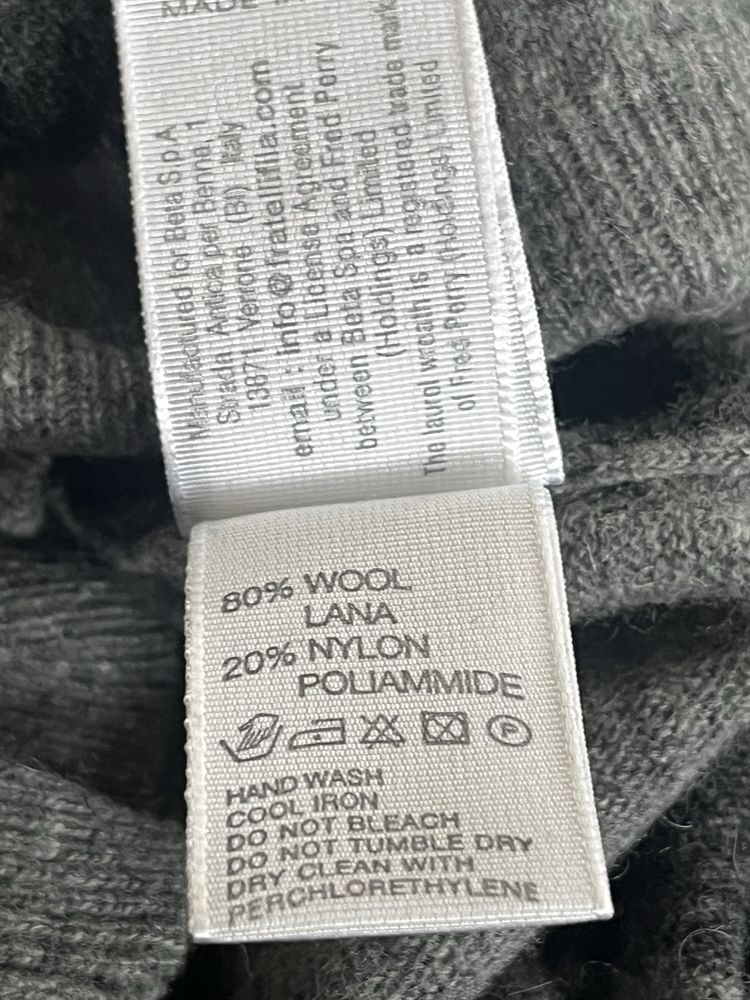 MADE
Manufactured for Beta S.p.A
Strada Antica per Biella, 1
13871 Verrone (BI) Italy
email : info@fratellifila.com
under a License Agreement
between Beta Spa and Fred Perry
(Holdings) Limited
The laurel wreath is a registered trade mark
of Fred Perry (Holdings) Limited
80% WOOL
LANA
20% NYLON
POLIAMMIDE
P
HAND WASH
COOL IRON
DO NOT BLEACH
DO NOT TUMBLE DRY
DRY CLEAN WITH
PERCHLORETHYLENE